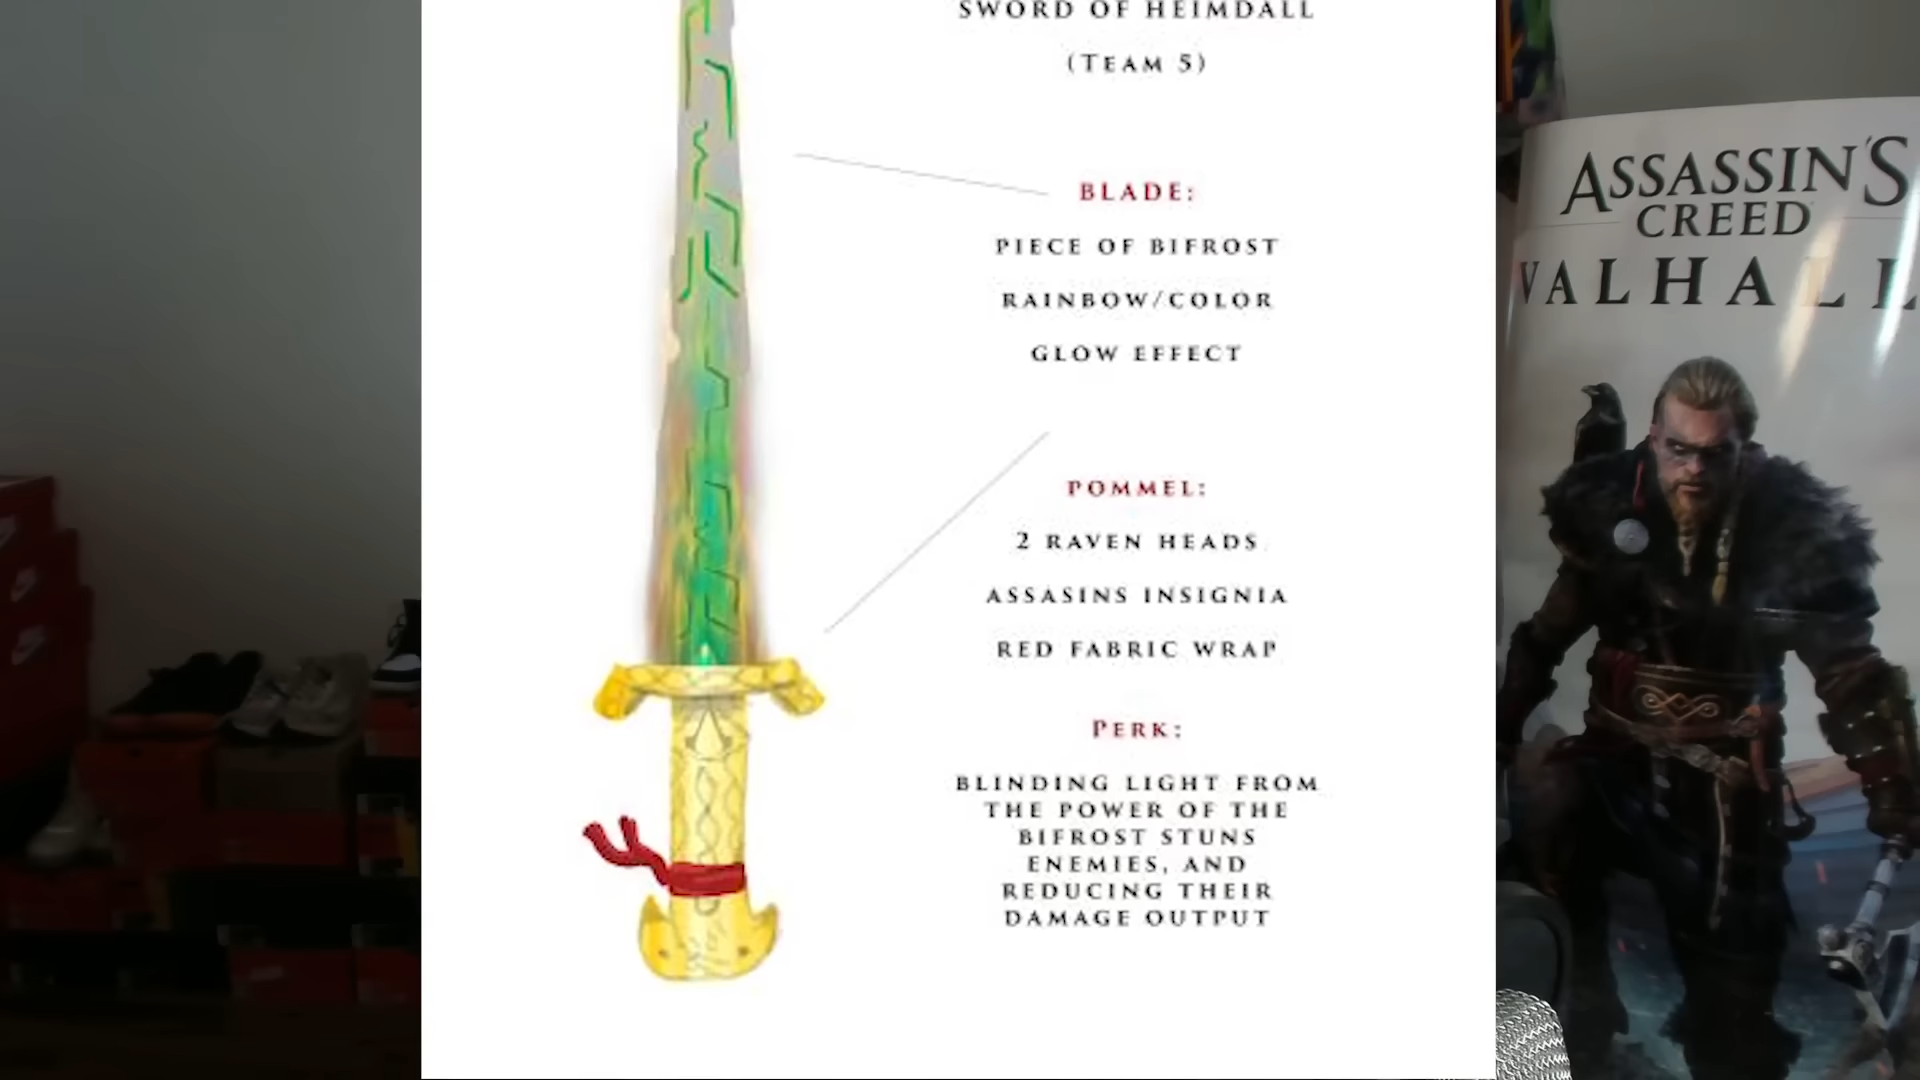 SWORD OF HEIMDALL
(TEAM 5)
BLADE:
PIECE OF BIFROST
RAINBOW/COLOR
GLOW EFFECT
POMMEL:
2 RAVEN HEADS
ASSASINS INSIGNIA
RED FABRIC WRAP
PERK:
BLINDING LIGHT FROM
THE POWER OF THE
BIFROST STUNS
ENEMIES, AND
REDUCING THEIR
DAMAGE OUTPUT
ASSASSIN'S
CREED
VALHALL